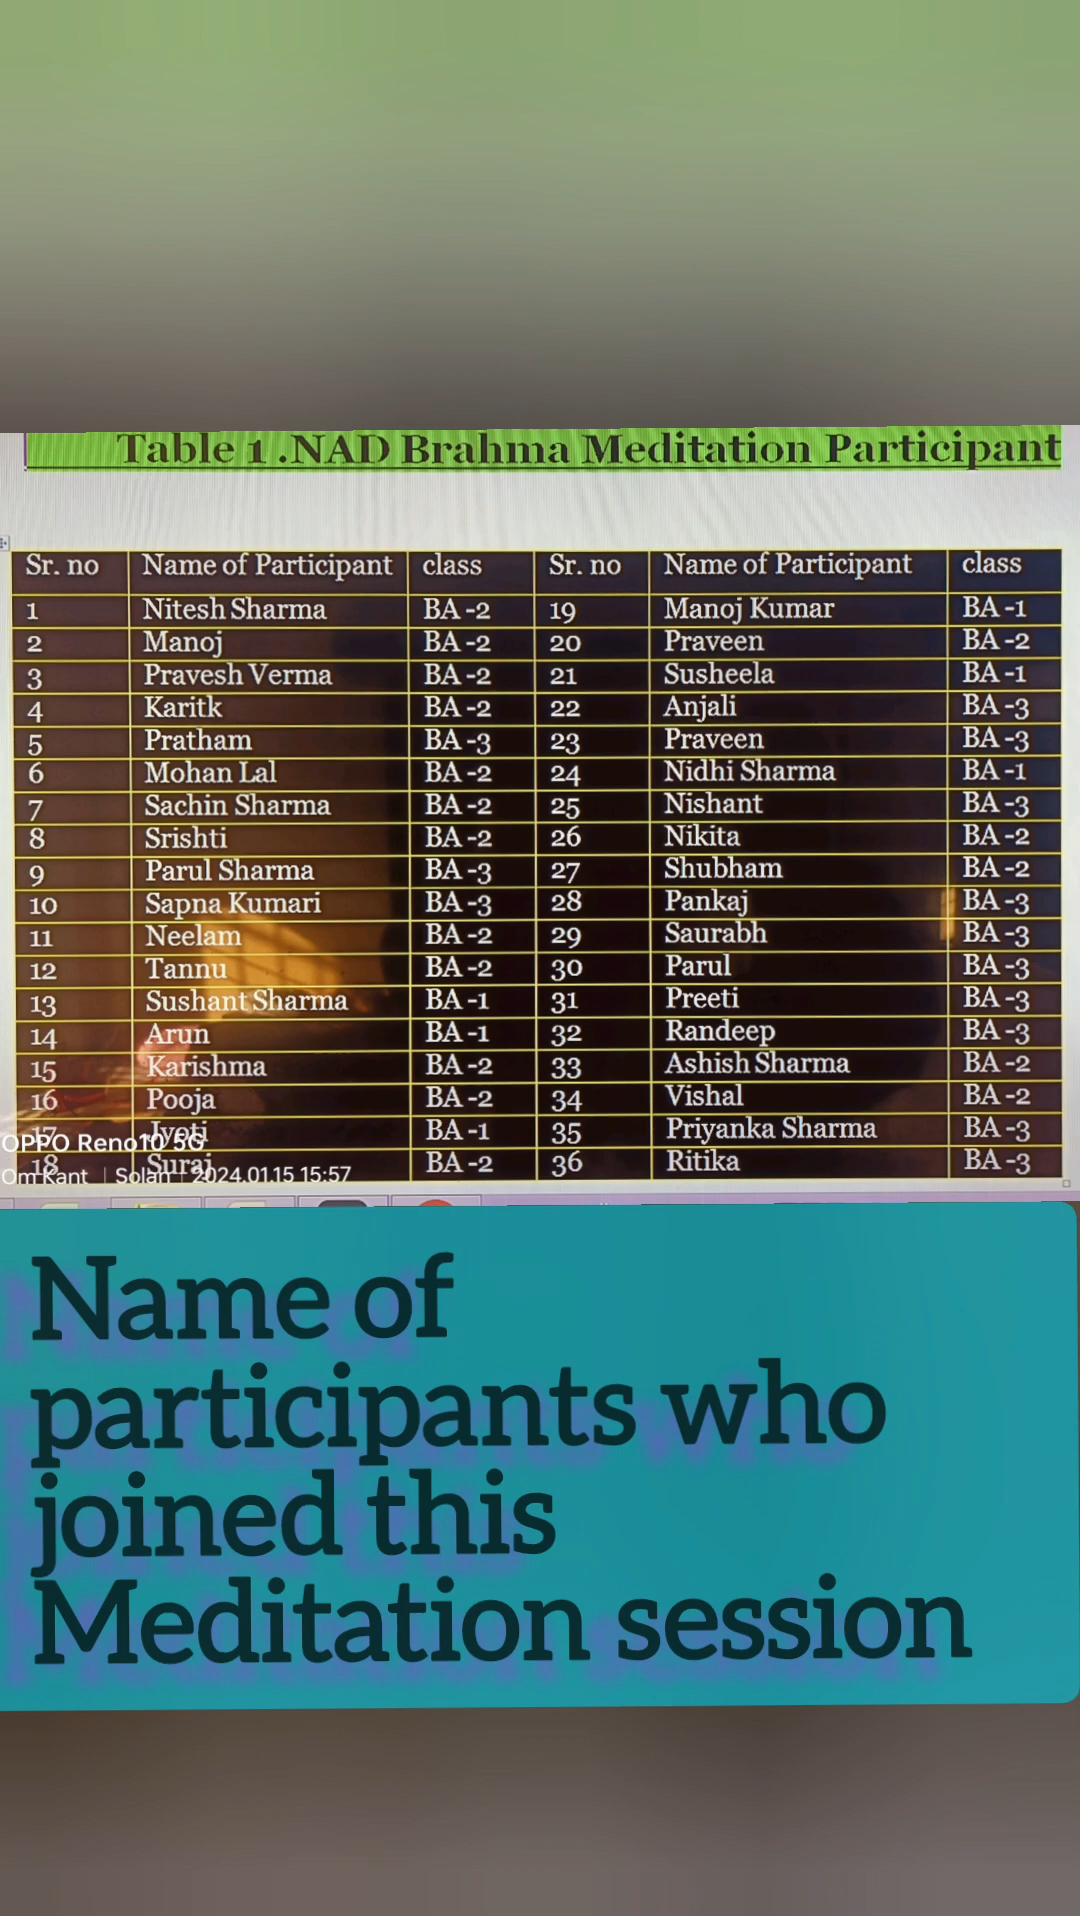 Table 1 .NAD Brahma Meditation Participant
Sr. no Name of Participant class Sr. no Name of Participant class
1 Nitesh Sharma BA -2 19 Manoj Kumar BA -1
2 Manoj BA -2 20 Praveen BA -2
3 Pravesh Verma BA -2 21 Susheela BA -1
4 Karitk BA -2 22 Anjali BA -3
5 Pratham BA -3 23 Praveen BA -3
6 Mohan Lal BA -2 24 Nidhi Sharma BA -1
7 Sachin Sharma BA -2 25 Nishant BA -3
8 Srishti BA -2 26 Nikita BA -2
9 Parul Sharma BA -3 27 Shubham BA -2
10 Sapna Kumari BA -3 28 Pankaj BA -3
11 Neelam BA -2 29 Saurabh BA -3
12 Tannu BA -2 30 Parul BA -3
13 Sushant Sharma BA -1 31 Preeti BA -3
14 Arun BA -1 32 Randeep BA -3
15 Karishma BA -2 33 Ashish Sharma BA -2
16 Pooja BA -2 34 Vishal BA -2
17 Jyoti BA -1 35 Priyanka Sharma BA -3
18 Suraj BA -2 36 Ritika BA -3
OPPO Reno10 5G
Om Kant | Solan | 2024.01.15 15:57
Name of
participants who
joined this
Meditation session